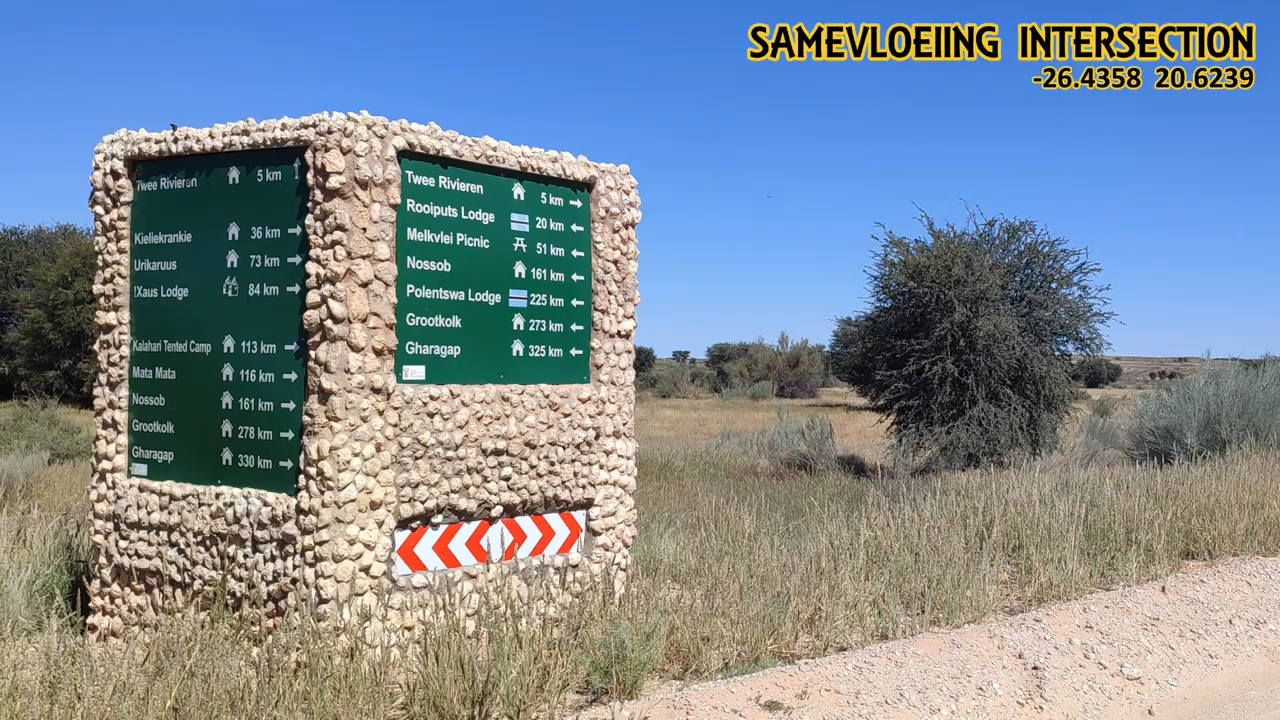 SAMEVLOEIING INTERSECTION
-26.4358 20.6239
Twee Rivieren 5 km ↑
Kieliekrankie 36 km →
Urikaruus 73 km →
!Xaus Lodge 84 km →
Kalahari Tented Camp 113 km →
Mata Mata 116 km →
Nossob 161 km →
Grootkolk 278 km →
Gharagap 330 km →
Twee Rivieren 5 km →
Rooiputs Lodge 20 km ←
Melkvlei Picnic 51 km ←
Nossob 161 km ←
Polentswa Lodge 225 km ←
Grootkolk 273 km ←
Gharagap 325 km ←